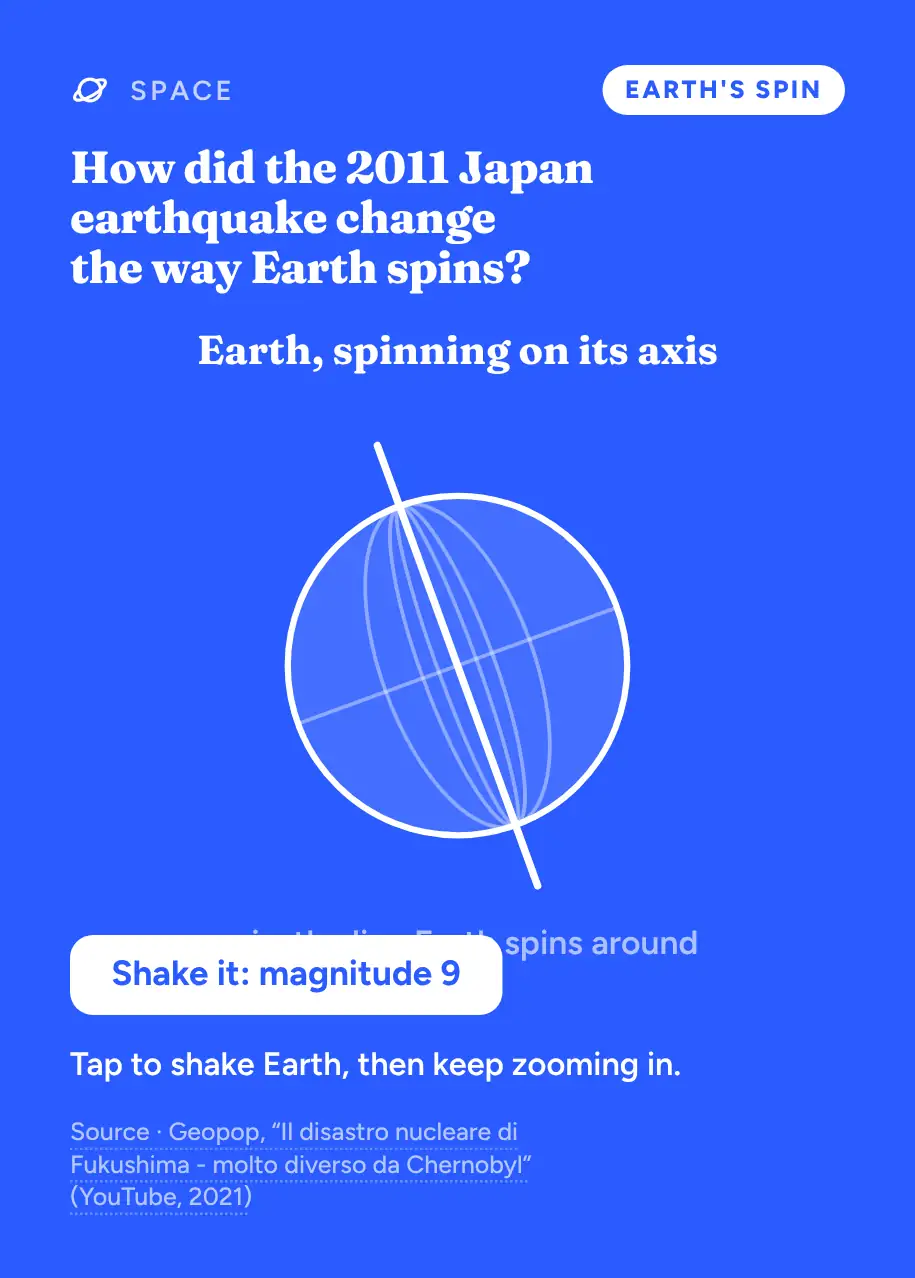 SPACE
EARTH'S SPIN
How did the 2011 Japan
earthquake change
the way Earth spins?
Earth, spinning on its axis
spins around
Shake it: magnitude 9
Tap to shake Earth, then keep zooming in.
Source · Geopop, “Il disastro nucleare di
Fukushima - molto diverso da Chernobyl”
(YouTube, 2021)